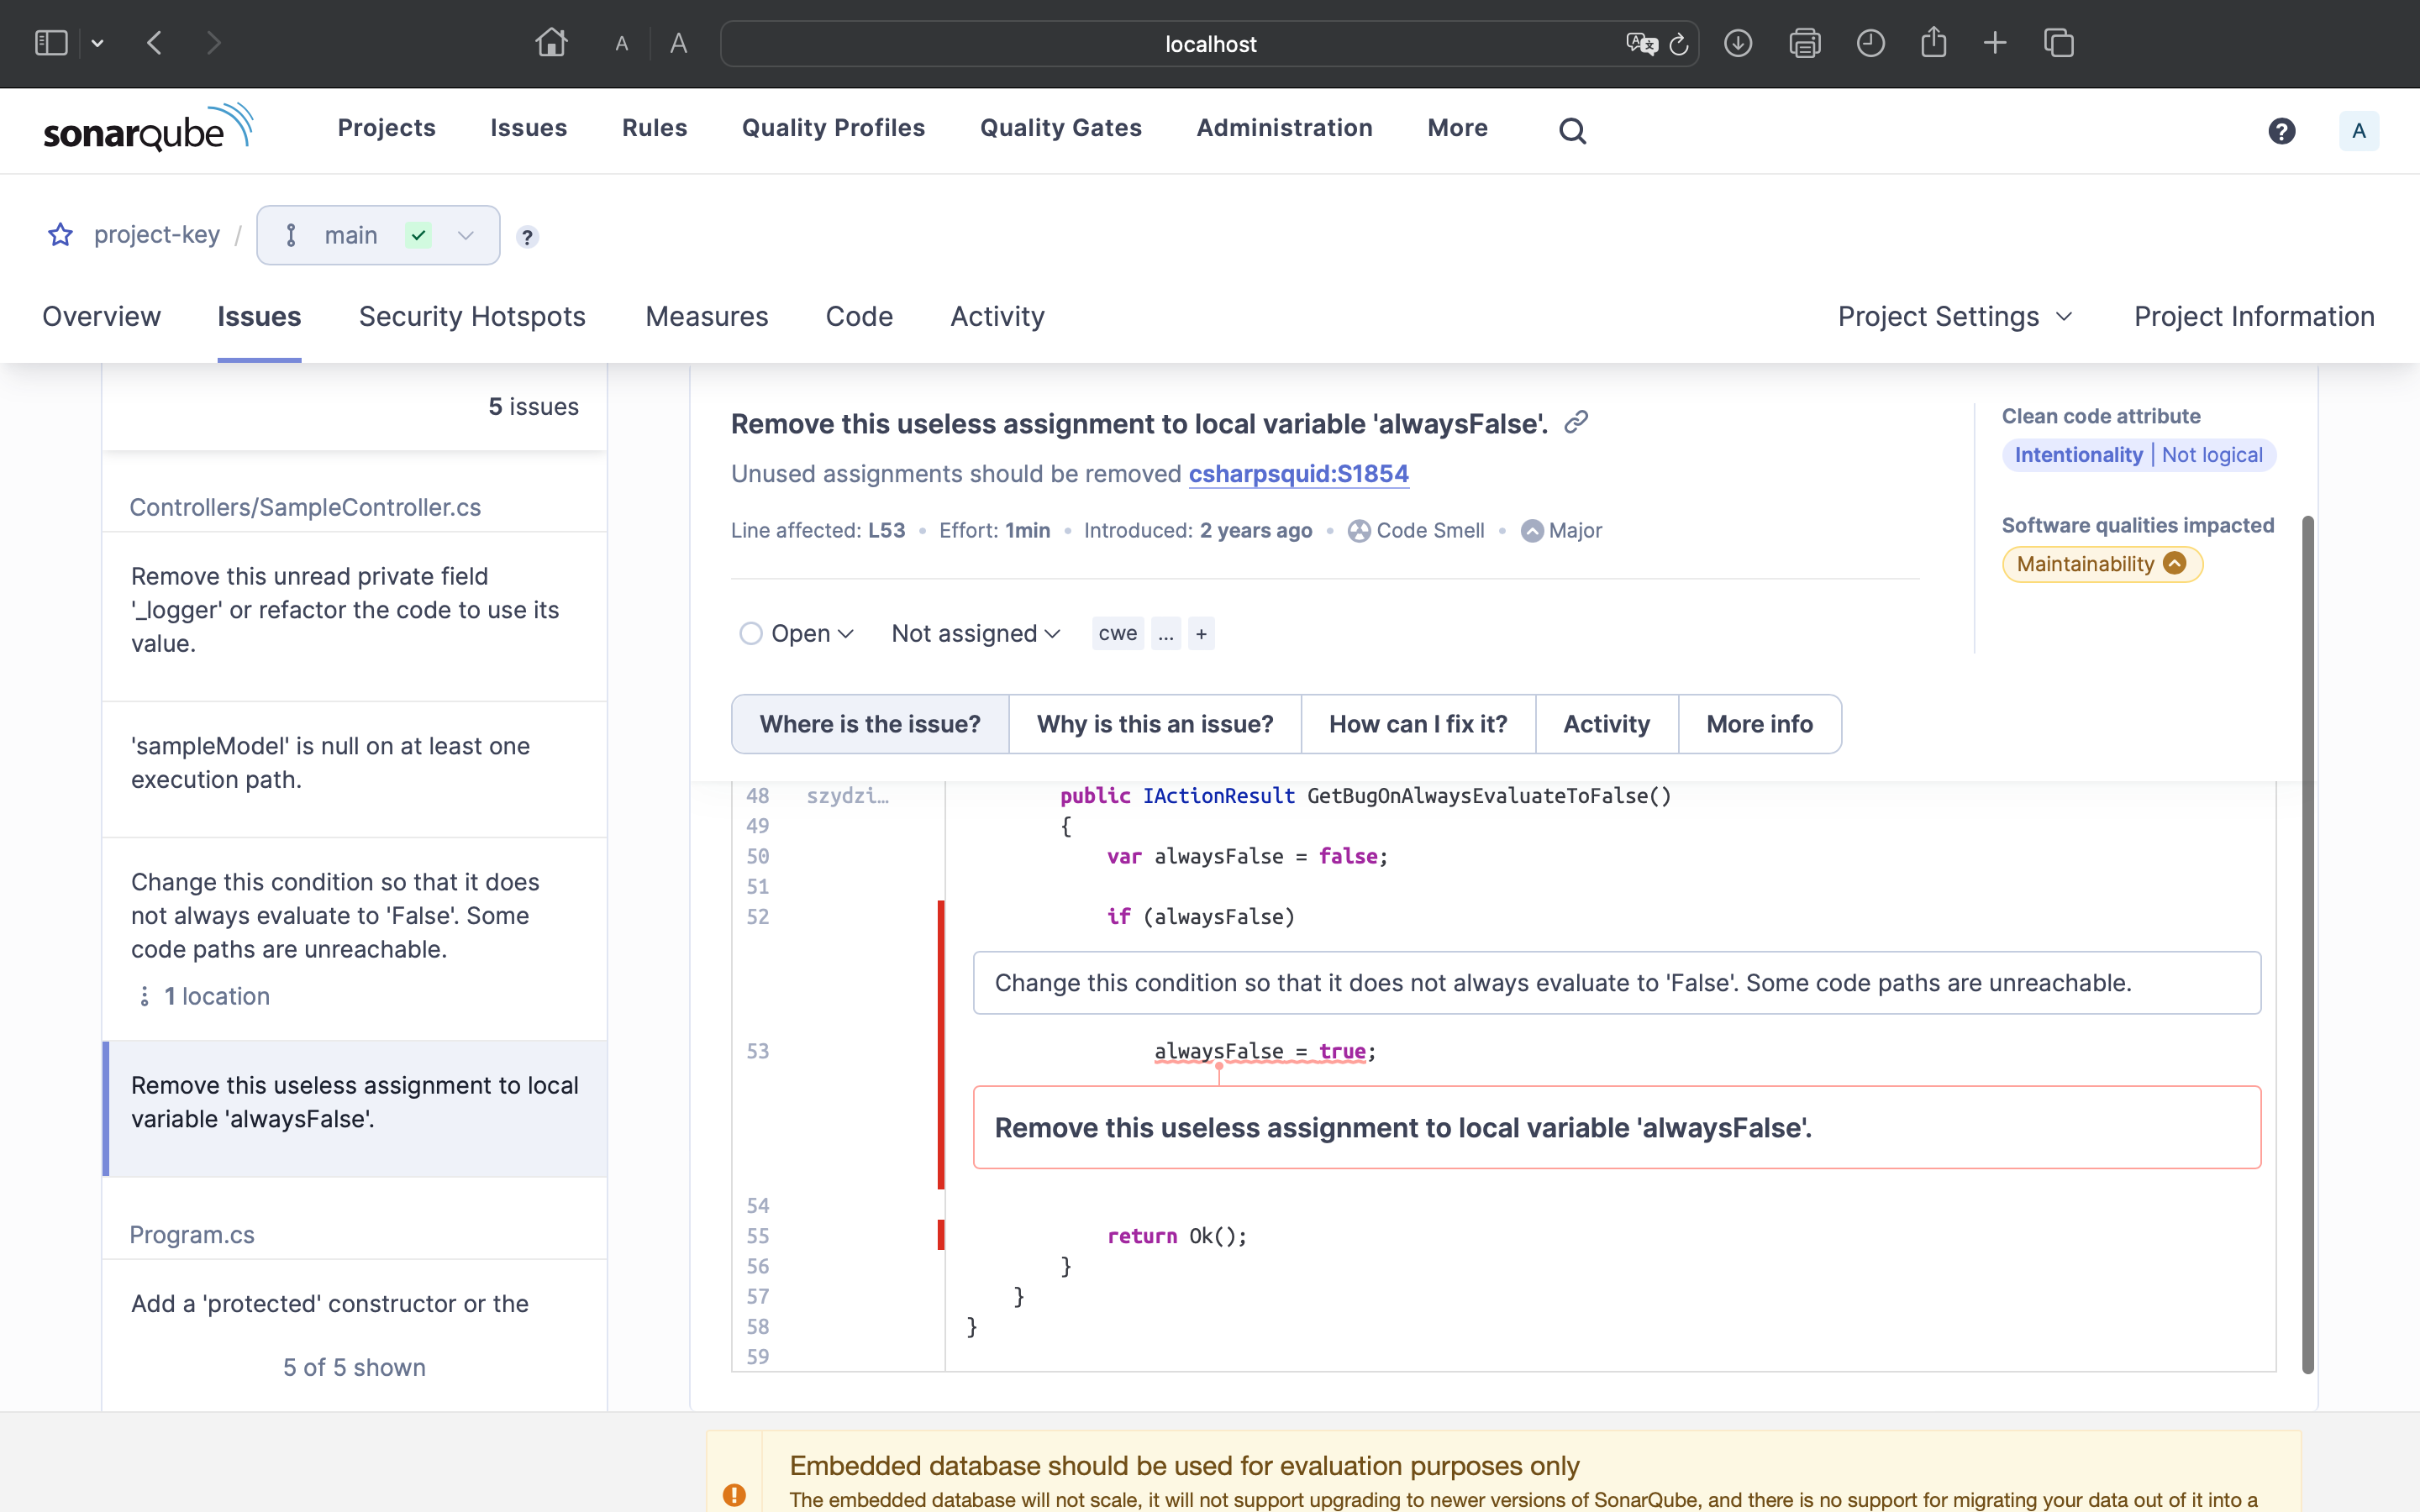 localhost
A A
sonarqube
Projects Issues Rules Quality Profiles Quality Gates Administration More
? A
project-key / main ?
Overview Issues Security Hotspots Measures Code Activity Project Settings Project Information
5 issues
Controllers/SampleController.cs
Remove this unread private field
'_logger' or refactor the code to use its
value.
'sampleModel' is null on at least one
execution path.
Change this condition so that it does
not always evaluate to 'False'. Some
code paths are unreachable.
1 location
Remove this useless assignment to local
variable 'alwaysFalse'.
Program.cs
Add a 'protected' constructor or the
5 of 5 shown
Remove this useless assignment to local variable 'alwaysFalse'.
Unused assignments should be removed csharpsquid:S1854
Line affected: L53 • Effort: 1min • Introduced: 2 years ago • Code Smell • Major
Open Not assigned cwe ... +
Clean code attribute
Intentionality | Not logical
Software qualities impacted
Maintainability
Where is the issue? Why is this an issue? How can I fix it? Activity More info
48 szydzi… public IActionResult GetBugOnAlwaysEvaluateToFalse()
49 {
50 var alwaysFalse = false;
51
52 if (alwaysFalse)
Change this condition so that it does not always evaluate to 'False'. Some code paths are unreachable.
53 alwaysFalse = true;
Remove this useless assignment to local variable 'alwaysFalse'.
54
55 return Ok();
56 }
57 }
58 }
59
Embedded database should be used for evaluation purposes only
The embedded database will not scale, it will not support upgrading to newer versions of SonarQube, and there is no support for migrating your data out of it into a